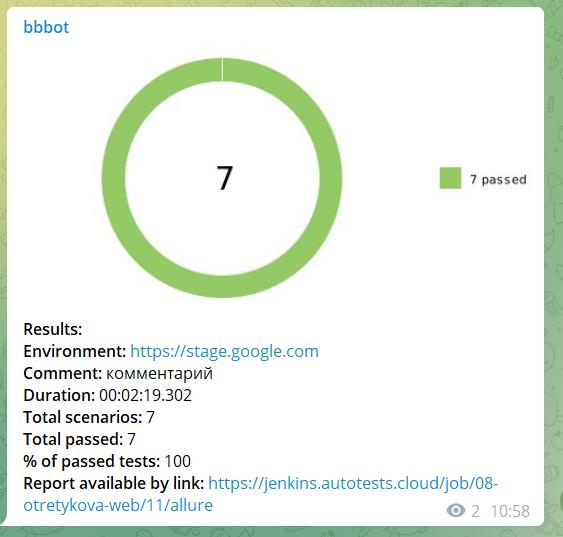 bbbot
7
7 passed
Results:
Environment: https://stage.google.com
Comment: комментарий
Duration: 00:02:19.302
Total scenarios: 7
Total passed: 7
% of passed tests: 100
Report available by link: https://jenkins.autotests.cloud/job/08-
otretykova-web/11/allure
2 10:58